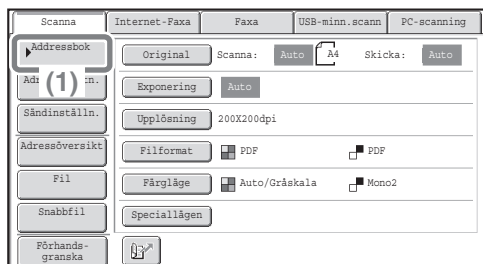 Scanna Internet-Faxa Faxa USB-minn.scann PC-scanning
Addressbok
Original Scanna: Auto A4 Skicka: Auto
(1)
Exponering Auto
Sändinställn.
Upplösning 200X200dpi
Adressöversikt
Filformat PDF PDF
Fil
Färgläge Auto/Gråskala Mono2
Snabbfil
Speciallägen
Förhands-
granska